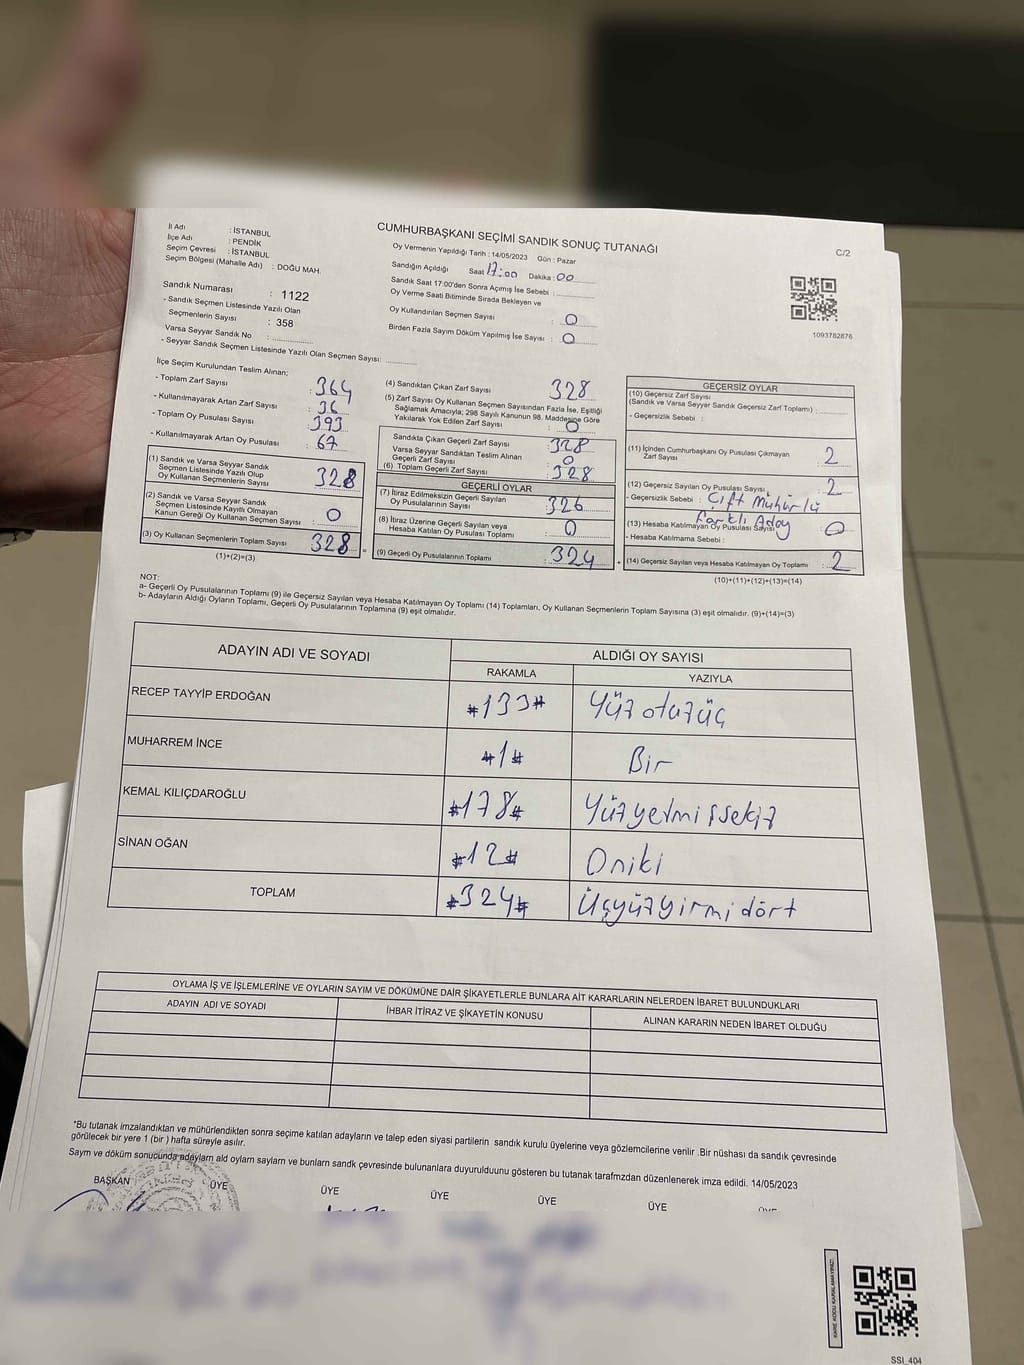 CUMHURBAŞKANI SEÇİMİ SANDIK SONUÇ TUTANAĞI
C/2
İl Adı : İSTANBUL
İlçe Adı : PENDİK
Seçim Çevresi : İSTANBUL
Seçim Bölgesi (Mahalle Adı) : DOĞU MAH.
Sandık Numarası : 1122
- Sandık Seçmen Listesinde Yazılı Olan
Seçmenlerin Sayısı : 358
Varsa Seyyar Sandık No :
- Seyyar Sandık Seçmen Listesinde Yazılı Olan Seçmen Sayısı:
Oy Vermenin Yapıldığı Tarih : 14/05/2023 Gün : Pazar
Sandığın Açıldığı Saat 17:00 Dakika : 00
Sandık Saat 17:00'den Sonra Açımış İse Sebebi :
Oy Verme Saati Bitiminde Sırada Bekleyen ve
Oy Kullandırılan Seçmen Sayısı : 0
Birden Fazla Sayım Döküm Yapılmış İse Sayısı : 0
1093782876
İlçe Seçim Kurulundan Teslim Alınan;
- Toplam Zarf Sayısı : 364
- Kullanılmayarak Artan Zarf Sayısı : 36
- Toplam Oy Pusulası Sayısı : 393
- Kullanılmayarak Artan Oy Pusulası : 67
(1) Sandık ve Varsa Seyyar Sandık
Seçmen Listesinde Yazılı Olup
Oy Kullanan Seçmenlerin Sayısı : 328
(2) Sandık ve Varsa Seyyar Sandık
Seçmen Listesinde Kayıtlı Olmayan
Kanun Gereği Oy Kullanan Seçmen Sayısı : 0
(3) Oy Kullanan Seçmenlerin Toplam Sayısı : 328
(1)+(2)=(3)
(4) Sandıktan Çıkan Zarf Sayısı 328
(5) Zarf Sayısı Oy Kullanan Seçmen Sayısından Fazla İse, Eşitliği
Sağlamak Amacıyla; 298 Sayılı Kanunun 98. Maddesine Göre
Yakılarak Yok Edilen Zarf Sayısı : 0
Sandıkta Çıkan Geçerli Zarf Sayısı : 328
Varsa Seyyar Sandıktan Teslim Alınan
Geçerli Zarf Sayısı : 0
(6) Toplam Geçerli Zarf Sayısı : 328
GEÇERLİ OYLAR
(7) İtiraz Edilmeksizin Geçerli Sayılan
Oy Pusulalarının Sayısı : 326
(8) İtiraz Üzerine Geçerli Sayılan veya
Hesaba Katılan Oy Pusulası Toplamı : 0
= (9) Geçerli Oy Pusulalarının Toplamı : 324 +
GEÇERSİZ OYLAR
(10) Geçersiz Zarf Sayısı
(Sandık ve Varsa Seyyar Sandık Geçersiz Zarf Toplamı) :
- Geçersizlik Sebebi :
(11) İçinden Cumhurbaşkanı Oy Pusulası Çıkmayan
Zarf Sayısı : 2
(12) Geçersiz Sayılan Oy Pusulası Sayısı : 2
- Geçersizlik Sebebi : Çift Mühürlü
Farklı Aday
(13) Hesaba Katılmayan Oy Pusulası Sayısı : 0
- Hesaba Katılmama Sebebi :
(14) Geçersiz Sayılan veya Hesaba Katılmayan Oy Toplamı : 2
(10)+(11)+(12)+(13)=(14)
NOT:
a- Geçerli Oy Pusulalarının Toplamı (9) ile Geçersiz Sayılan veya Hesaba Katılmayan Oy Toplamı (14) Toplamları, Oy Kullanan Seçmenlerin Toplam Sayısına (3) eşit olmalıdır. (9)+(14)=(3)
b- Adayların Aldığı Oyların Toplamı, Geçerli Oy Pusulalarının Toplamına (9) eşit olmalıdır.
ADAYIN ADI VE SOYADI ALDIĞI OY SAYISI
RAKAMLA YAZIYLA
RECEP TAYYİP ERDOĞAN #133# Yüz otuzüç
MUHARREM İNCE #1# Bir
KEMAL KILIÇDAROĞLU #178# Yüzyetmişsekiz
SİNAN OĞAN #12# Oniki
TOPLAM #324# Üçyüzyirmi dört
OYLAMA İŞ VE İŞLEMLERİNE VE OYLARIN SAYIM VE DÖKÜMÜNE DAİR ŞİKAYETLERLE BUNLARA AİT KARARLARIN NELERDEN İBARET BULUNDUKLARI
ADAYIN ADI VE SOYADI İHBAR İTİRAZ VE ŞİKAYETİN KONUSU ALINAN KARARIN NEDEN İBARET OLDUĞU
*Bu tutanak imzalandıktan ve mühürlendikten sonra seçime katılan adayların ve talep eden siyasi partilerin sandık kurulu üyelerine veya gözlemcilerine verilir .Bir nüshası da sandık çevresinde
görülecek bir yere 1 (bir ) hafta süreyle asılır.
Saym ve döküm sonucunda adaylarn ald oylarn saylarn ve bunlarn sandk çevresinde bulunanlara duyurulduunu gösteren bu tutanak tarafmzdan düzenlenerek imza edildi. 14/05/2023
BAŞKAN ÜYE ÜYE ÜYE ÜYE ÜYE ÜYE
SSI_404